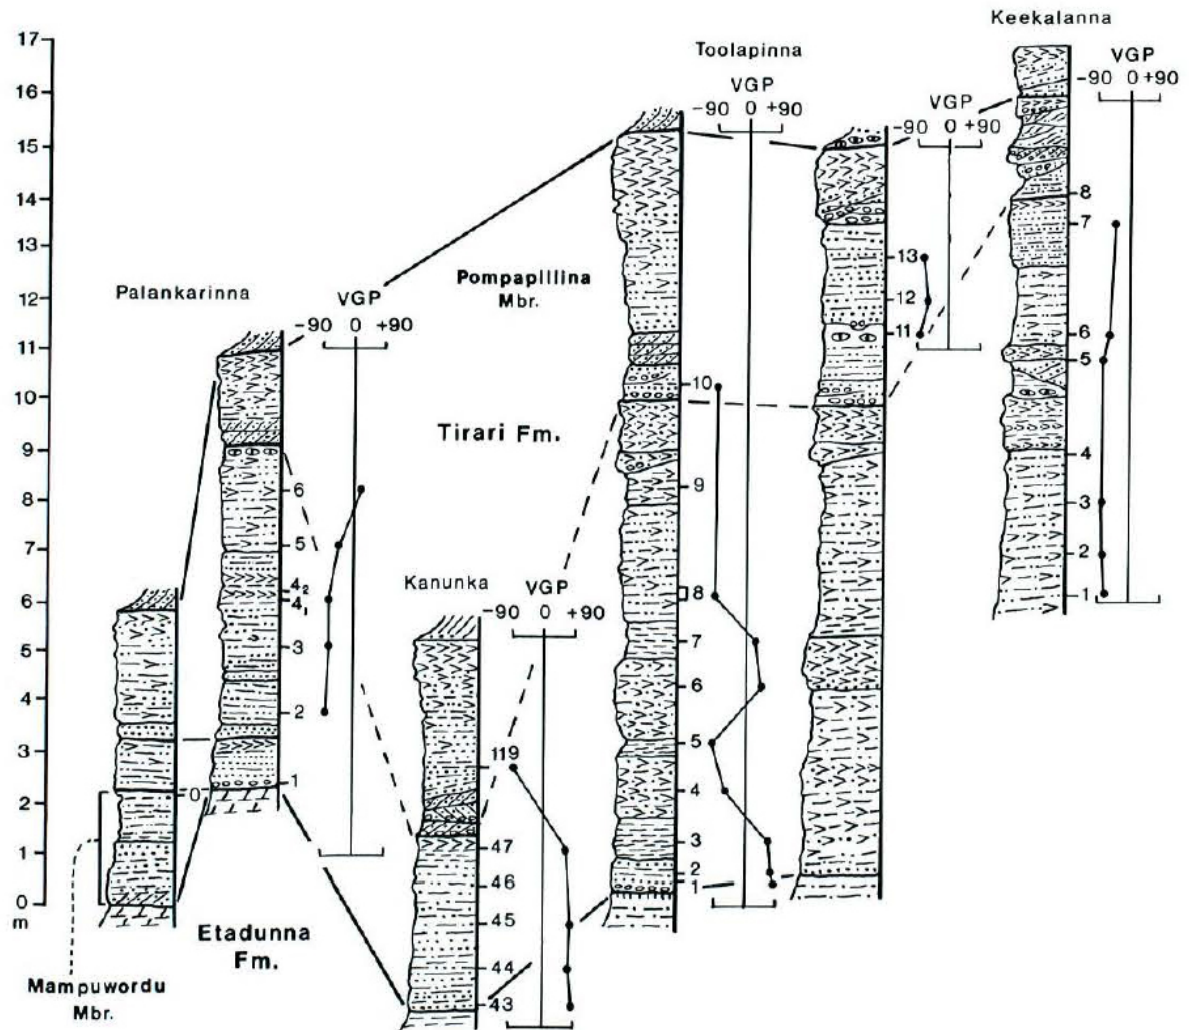 Keekalanna
VGP
-90 0 +90
Toolapinna
VGP
-90 0 +90
VGP
-90 0 +90
17
16
15
14
13
12
11
10
9
8
7
6
5
4
3
2
1
0
m
Palankarinna
VGP
-90 0 +90
6
5
4₂
4₁
3
2
1
0
Pompapillina
Mbr.
Tirari Fm.
Kanunka
VGP
-90 0 +90
119
47
46
45
44
43
10
9
8
7
6
5
4
3
2
1
13
12
11
8
7
6
5
4
3
2
1
Etadunna
Fm.
Mampuwordu
Mbr.